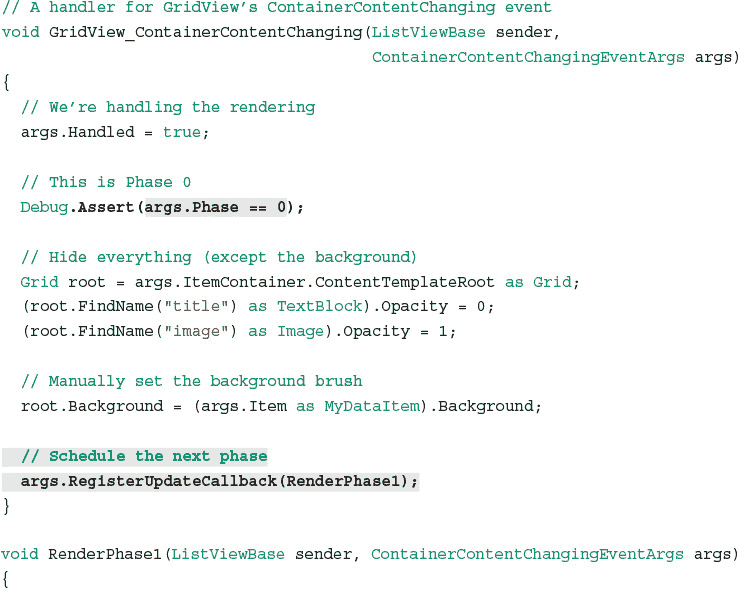 // A handler for GridView’s ContainerContentChanging event
void GridView_ContainerContentChanging(ListViewBase sender,
ContainerContentChangingEventArgs args)
{
// We’re handling the rendering
args.Handled = true;
// This is Phase 0
Debug.Assert(args.Phase == 0);
// Hide everything (except the background)
Grid root = args.ItemContainer.ContentTemplateRoot as Grid;
(root.FindName("title") as TextBlock).Opacity = 0;
(root.FindName("image") as Image).Opacity = 1;
// Manually set the background brush
root.Background = (args.Item as MyDataItem).Background;
// Schedule the next phase
args.RegisterUpdateCallback(RenderPhase1);
}
void RenderPhase1(ListViewBase sender, ContainerContentChangingEventArgs args)
{